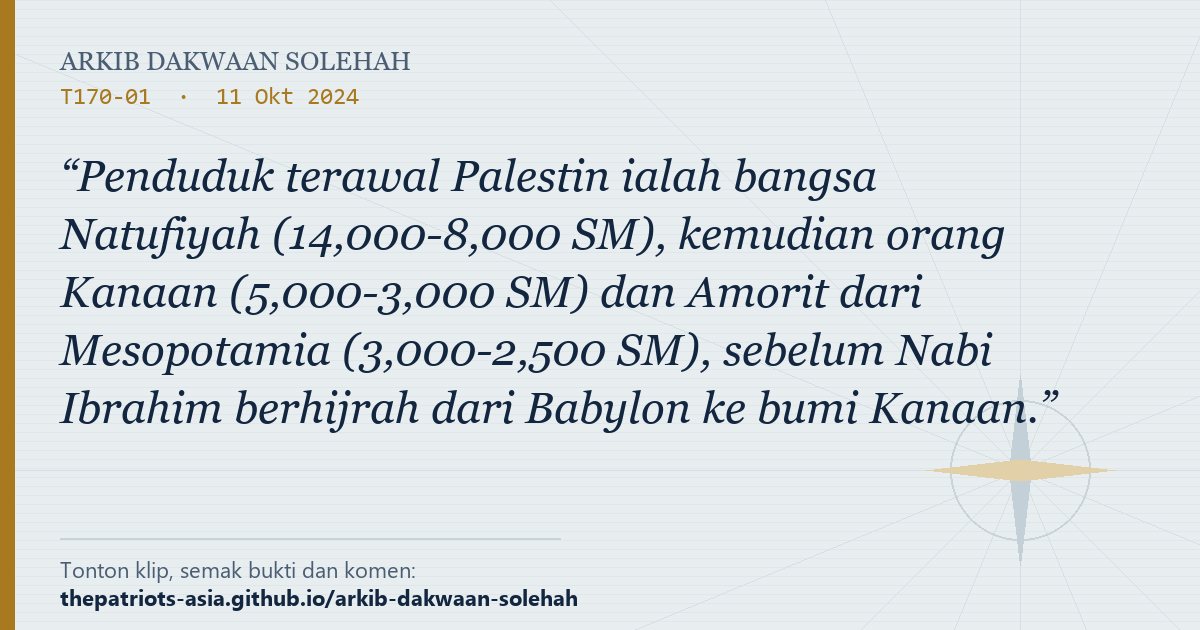 ARKIB DAKWAAN SOLEHAH
T170-01 · 11 Okt 2024
“Penduduk terawal Palestin ialah bangsa
Natufiyah (14,000-8,000 SM), kemudian orang
Kanaan (5,000-3,000 SM) dan Amorit dari
Mesopotamia (3,000-2,500 SM), sebelum Nabi
Ibrahim berhijrah dari Babylon ke bumi Kanaan.”
Tonton klip, semak bukti dan komen:
thepatriots-asia.github.io/arkib-dakwaan-solehah